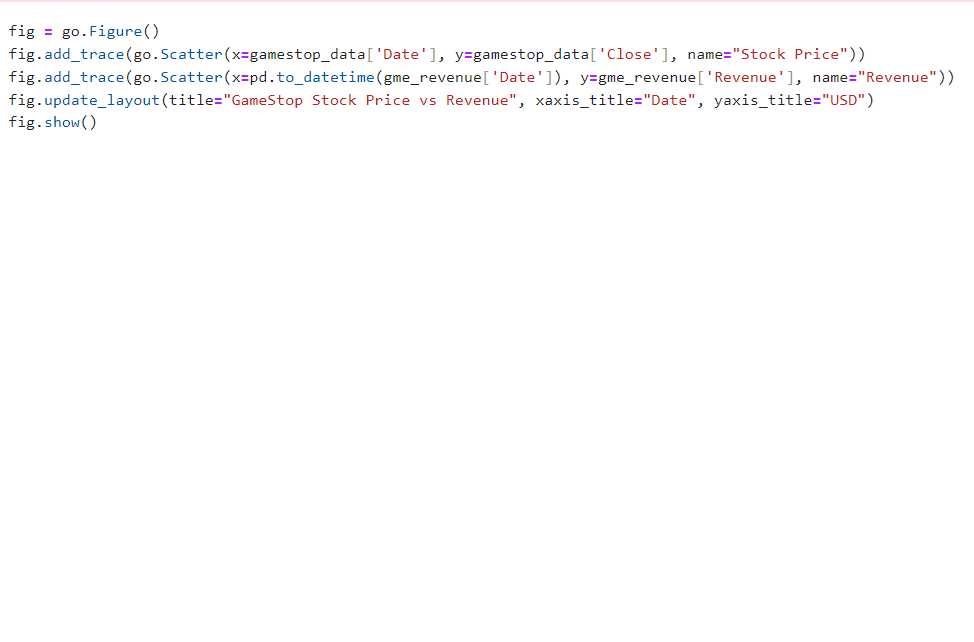 fig = go.Figure()
fig.add_trace(go.Scatter(x=gamestop_data['Date'], y=gamestop_data['Close'], name="Stock Price"))
fig.add_trace(go.Scatter(x=pd.to_datetime(gme_revenue['Date']), y=gme_revenue['Revenue'], name="Revenue"))
fig.update_layout(title="GameStop Stock Price vs Revenue", xaxis_title="Date", yaxis_title="USD")
fig.show()